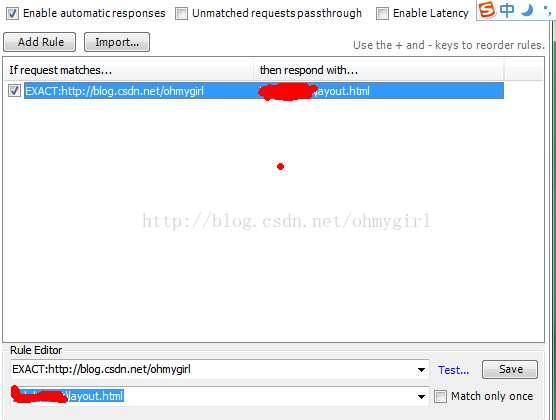 Enable automatic responses Unmatched requests passthrough Enable Latency 中
Add Rule Import... Use the + and - keys to reorder rules.
If request matches... then respond with...
EXACT:http://blog.csdn.net/ohmygirl layout.html
http://blog.csdn.net/ohmygirl
Rule Editor
EXACT:http://blog.csdn.net/ohmygirl Test... Save
\layout.html Match only once